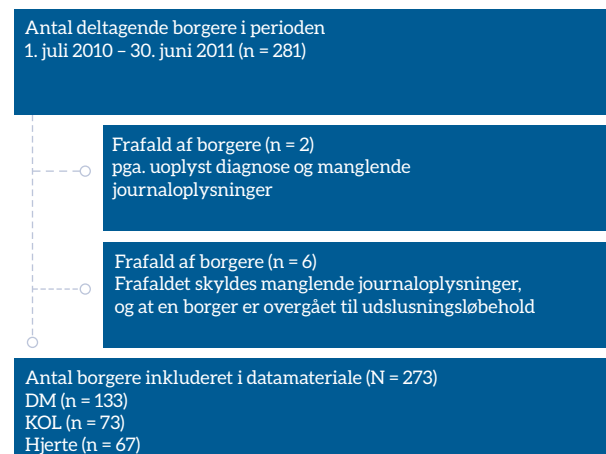 Antal deltagende borgere i perioden
1. juli 2010 – 30. juni 2011 (n = 281)
Frafald af borgere (n = 2)
pga. uoplyst diagnose og manglende
journaloplysninger
Frafald af borgere (n = 6)
Frafaldet skyldes manglende journaloplysninger,
og at en borger er overgået til udslusningsløbehold
Antal borgere inkluderet i datamateriale (N = 273)
DM (n = 133)
KOL (n = 73)
Hjerte (n = 67)